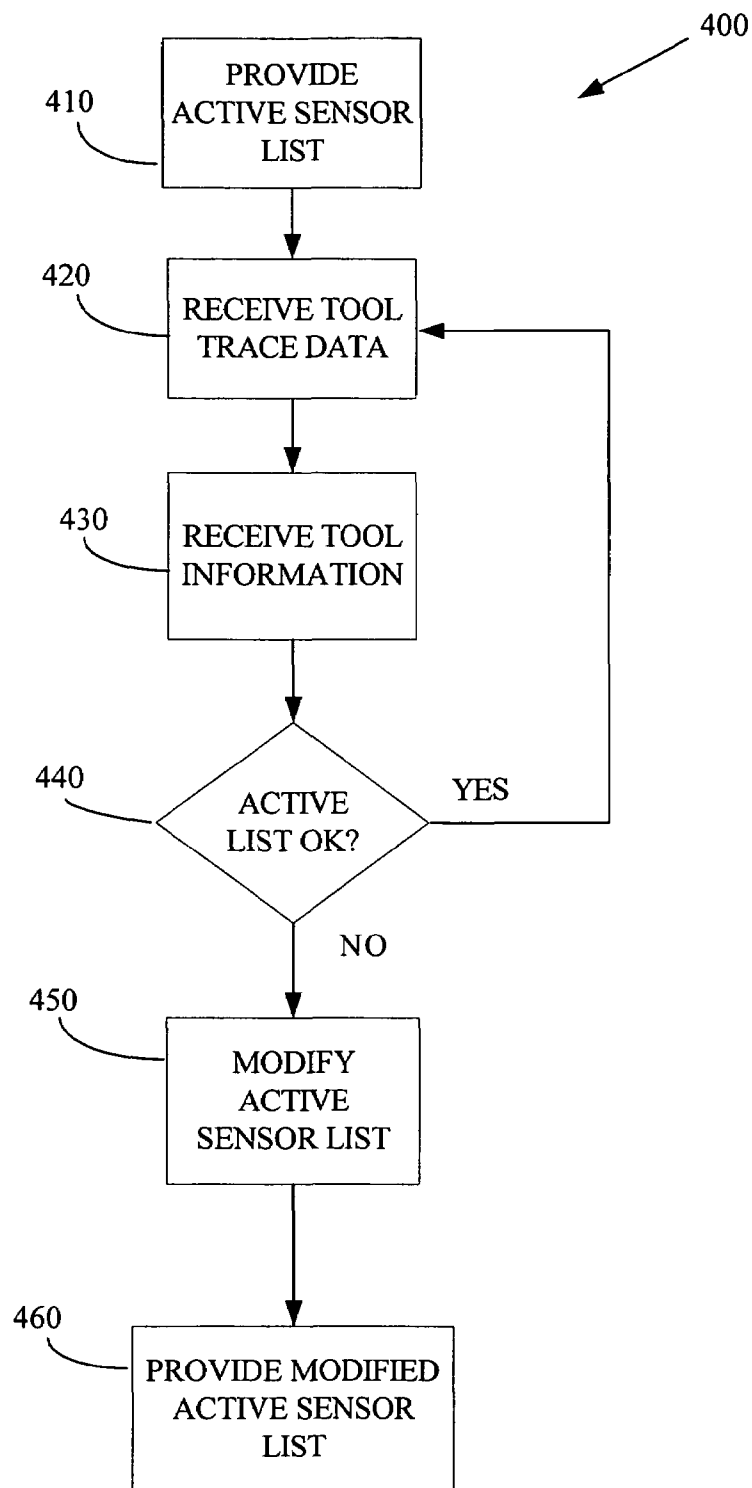 400
410
PROVIDE
ACTIVE SENSOR
LIST
420
RECEIVE TOOL
TRACE DATA
430
RECEIVE TOOL
INFORMATION
440
ACTIVE
LIST OK?
YES
NO
450
MODIFY
ACTIVE
SENSOR LIST
460
PROVIDE MODIFIED
ACTIVE SENSOR
LIST